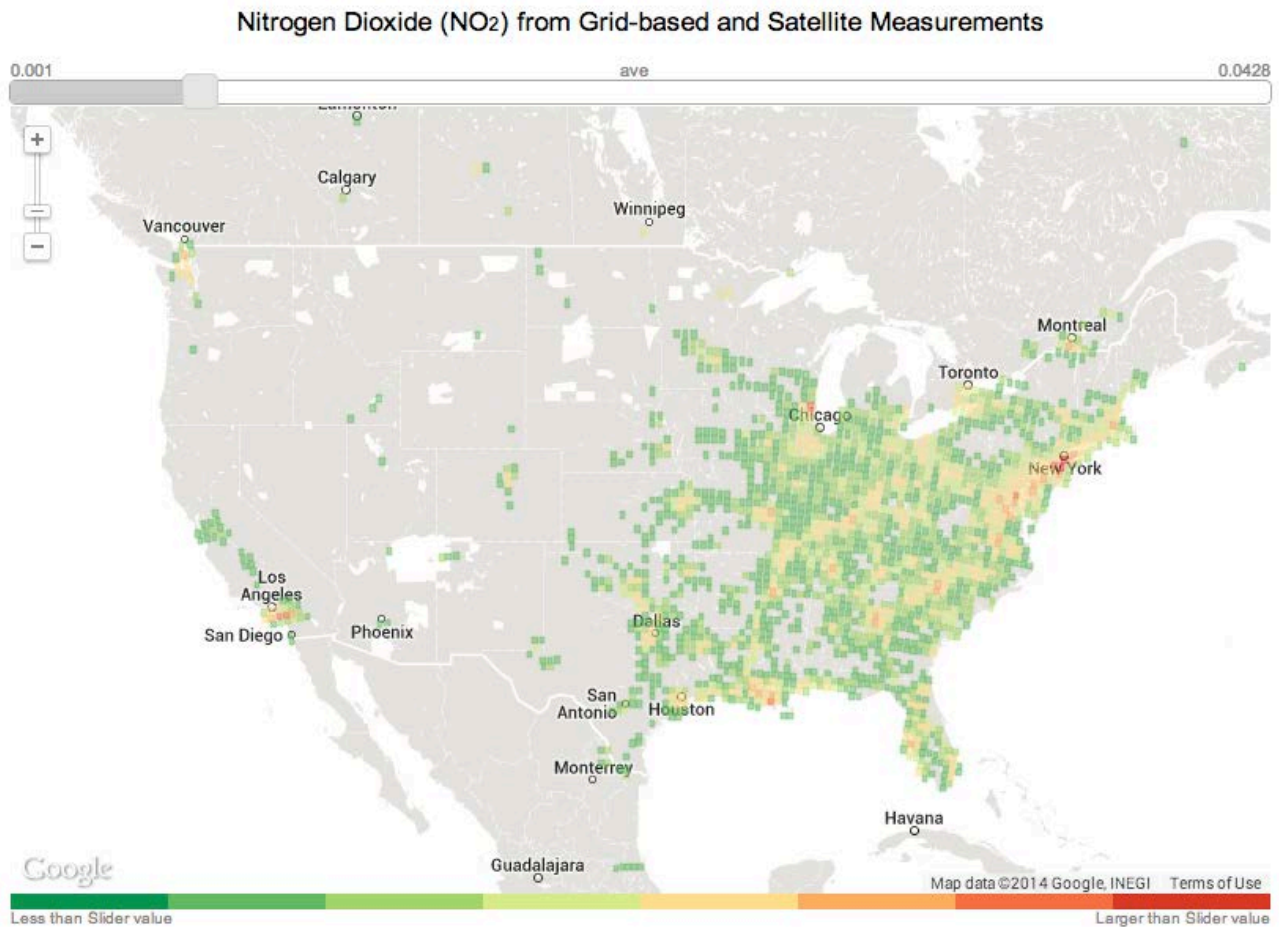 Nitrogen Dioxide (NO2) from Grid-based and Satellite Measurements
0.001 ave 0.0428
Edmonton
Calgary
Winnipeg
Vancouver
Montreal
Toronto
Chicago
New York
Los
Angeles
San Diego
Phoenix
Dallas
San
Antonio
Houston
Monterrey
Havana
Guadalajara
Google
Map data ©2014 Google, INEGI Terms of Use
Less than Slider value Larger than Slider value